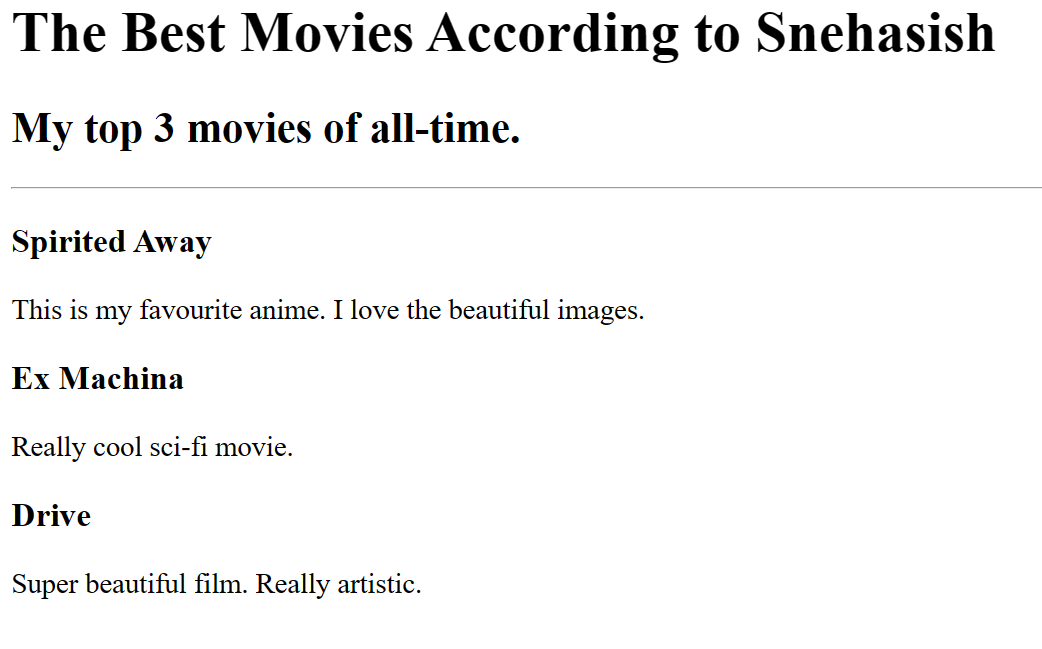 The Best Movies According to Snehasish
My top 3 movies of all-time.
Spirited Away
This is my favourite anime. I love the beautiful images.
Ex Machina
Really cool sci-fi movie.
Drive
Super beautiful film. Really artistic.